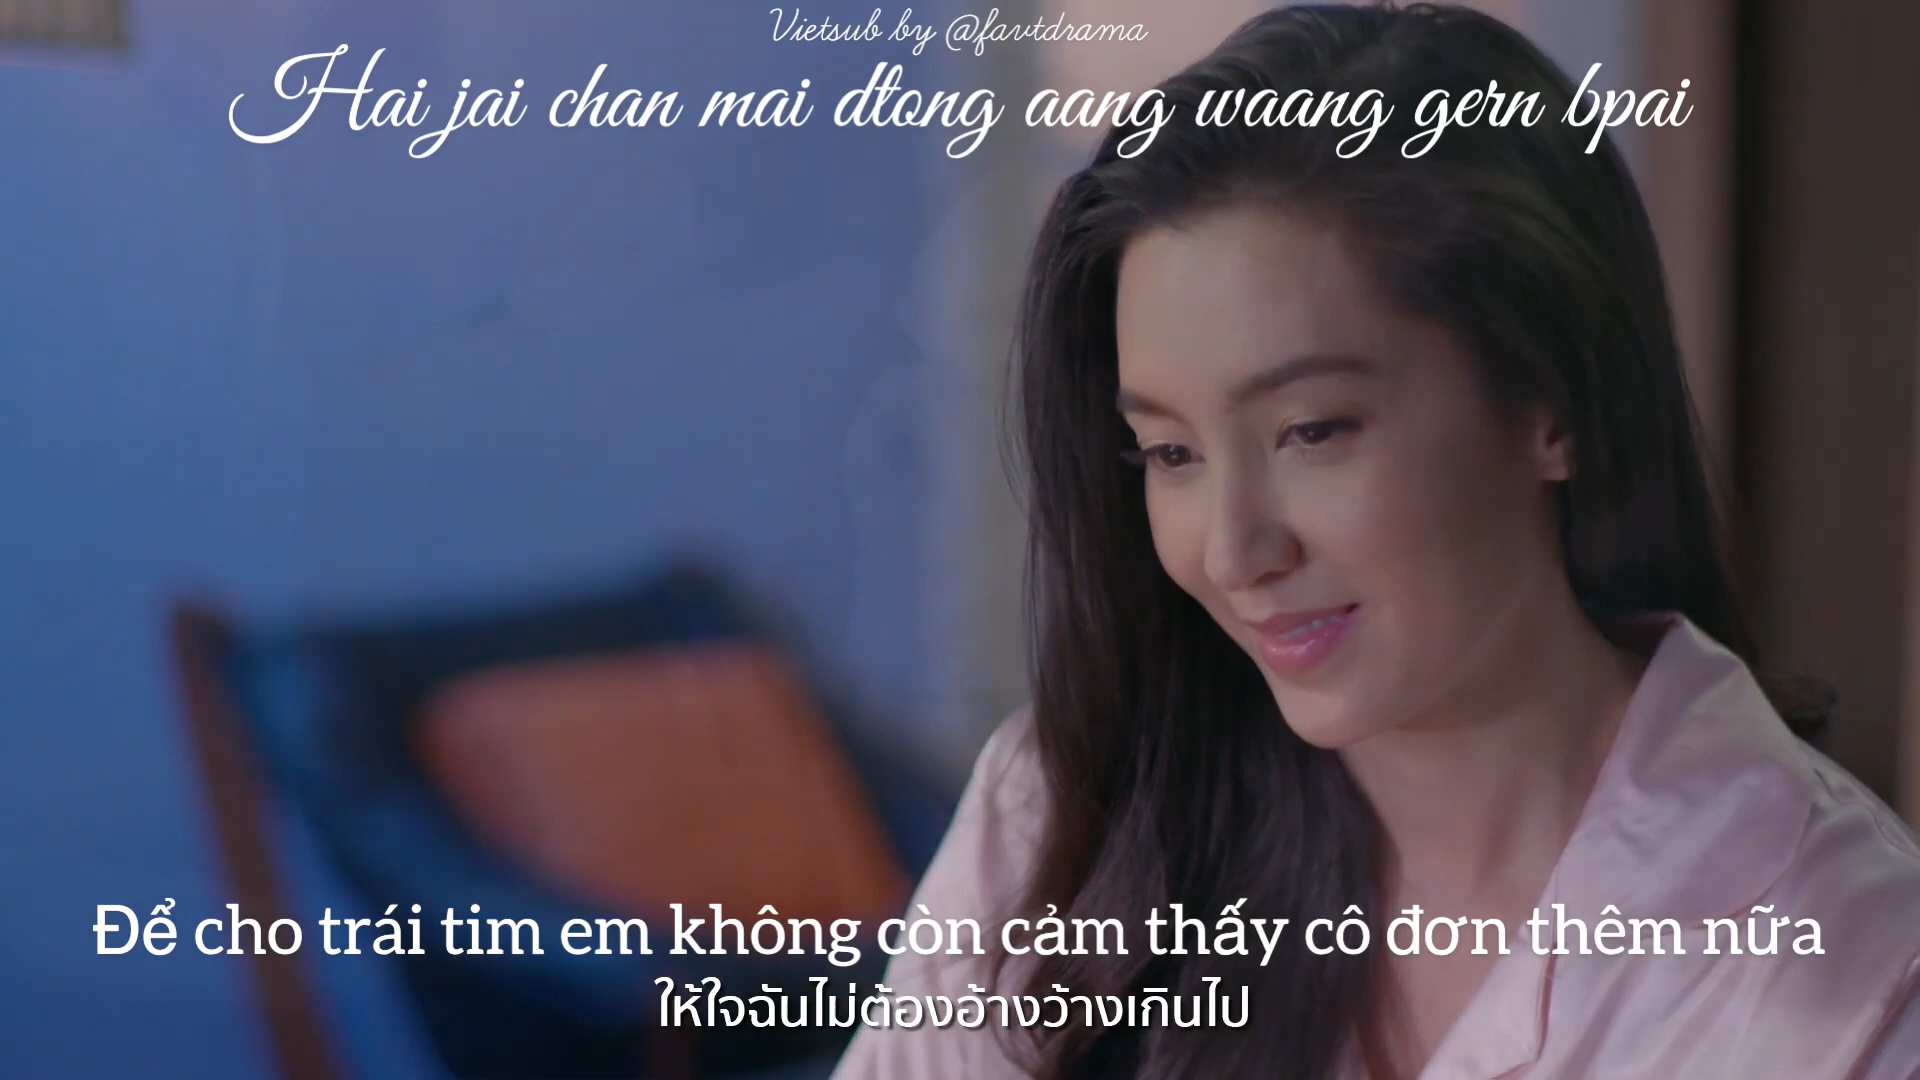 Vietsub by @favtdrama
Hai jai chan mai dtong aang waang gern bpai
Để cho trái tim em không còn cảm thấy cô đơn thêm nữa
ให้ใจฉันไม่ต้องอ้างว้างเกินไป